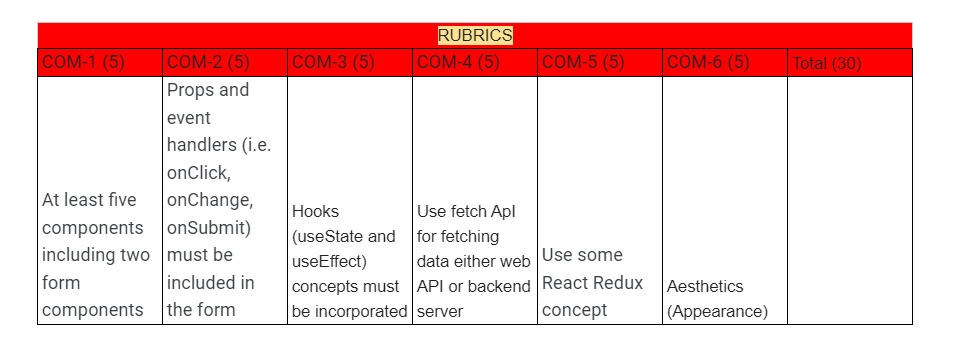 RUBRICS
COM-1 (5) COM-2 (5) COM-3 (5) COM-4 (5) COM-5 (5) COM-6 (5) Total (30)
At least five
components
including two
form
components
Props and
event
handlers (i.e.
onClick,
onChange,
onSubmit)
must be
included in
the form
Hooks
(useState and
useEffect)
concepts must
be incorporated
Use fetch ApI
for fetching
data either web
API or backend
server
Use some
React Redux
concept
Aesthetics
(Appearance)